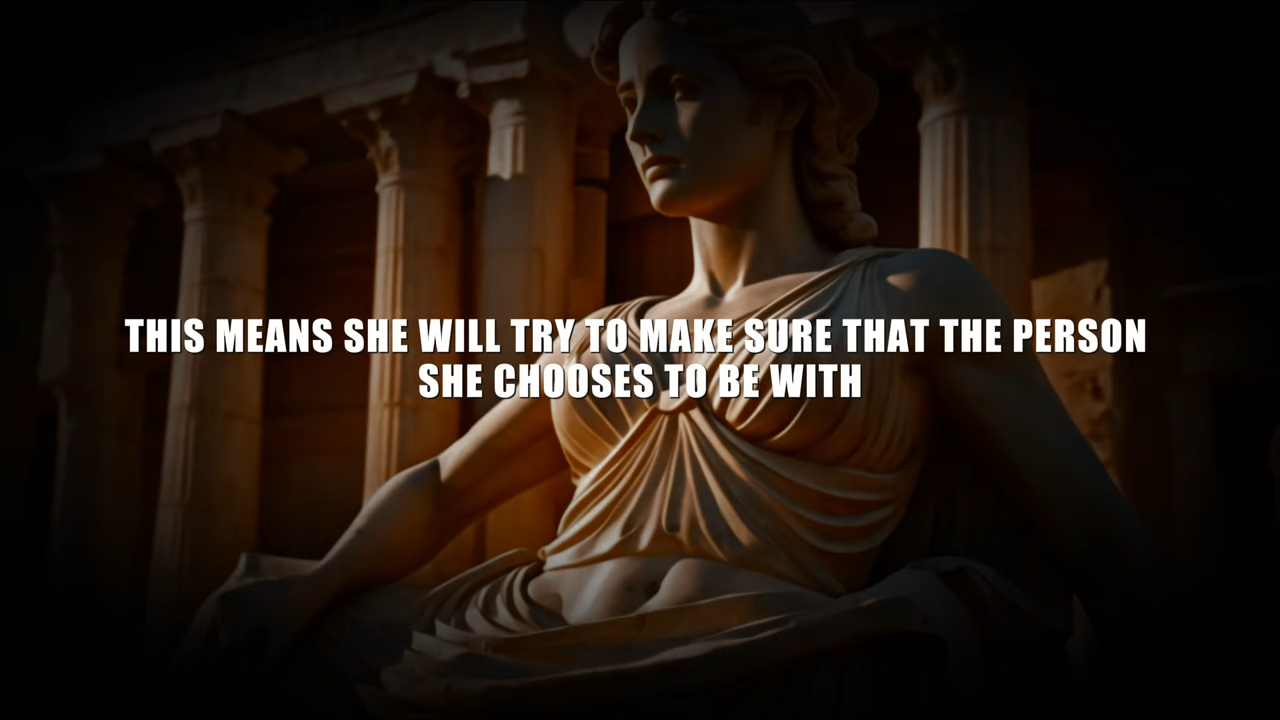 THIS MEANS SHE WILL TRY TO MAKE SURE THAT THE PERSON
SHE CHOOSES TO BE WITH